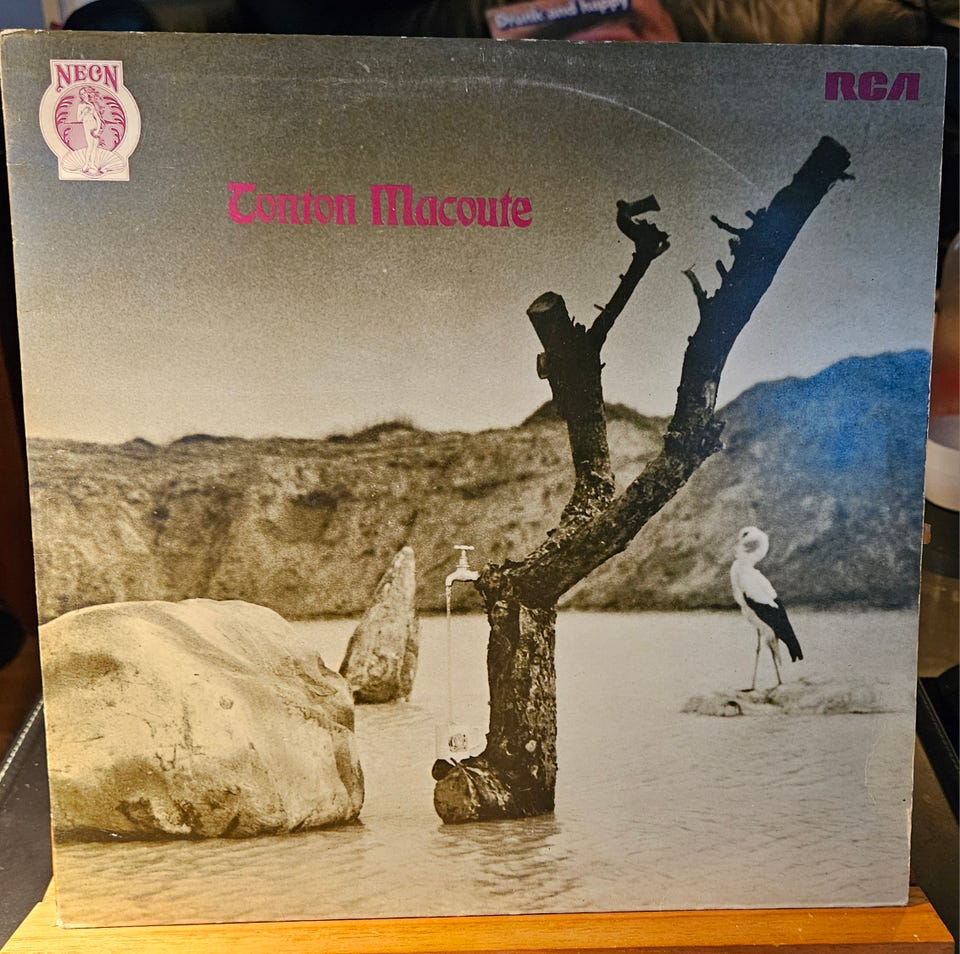 Drunk and happy
NEON
RCA
Tonton Macoute